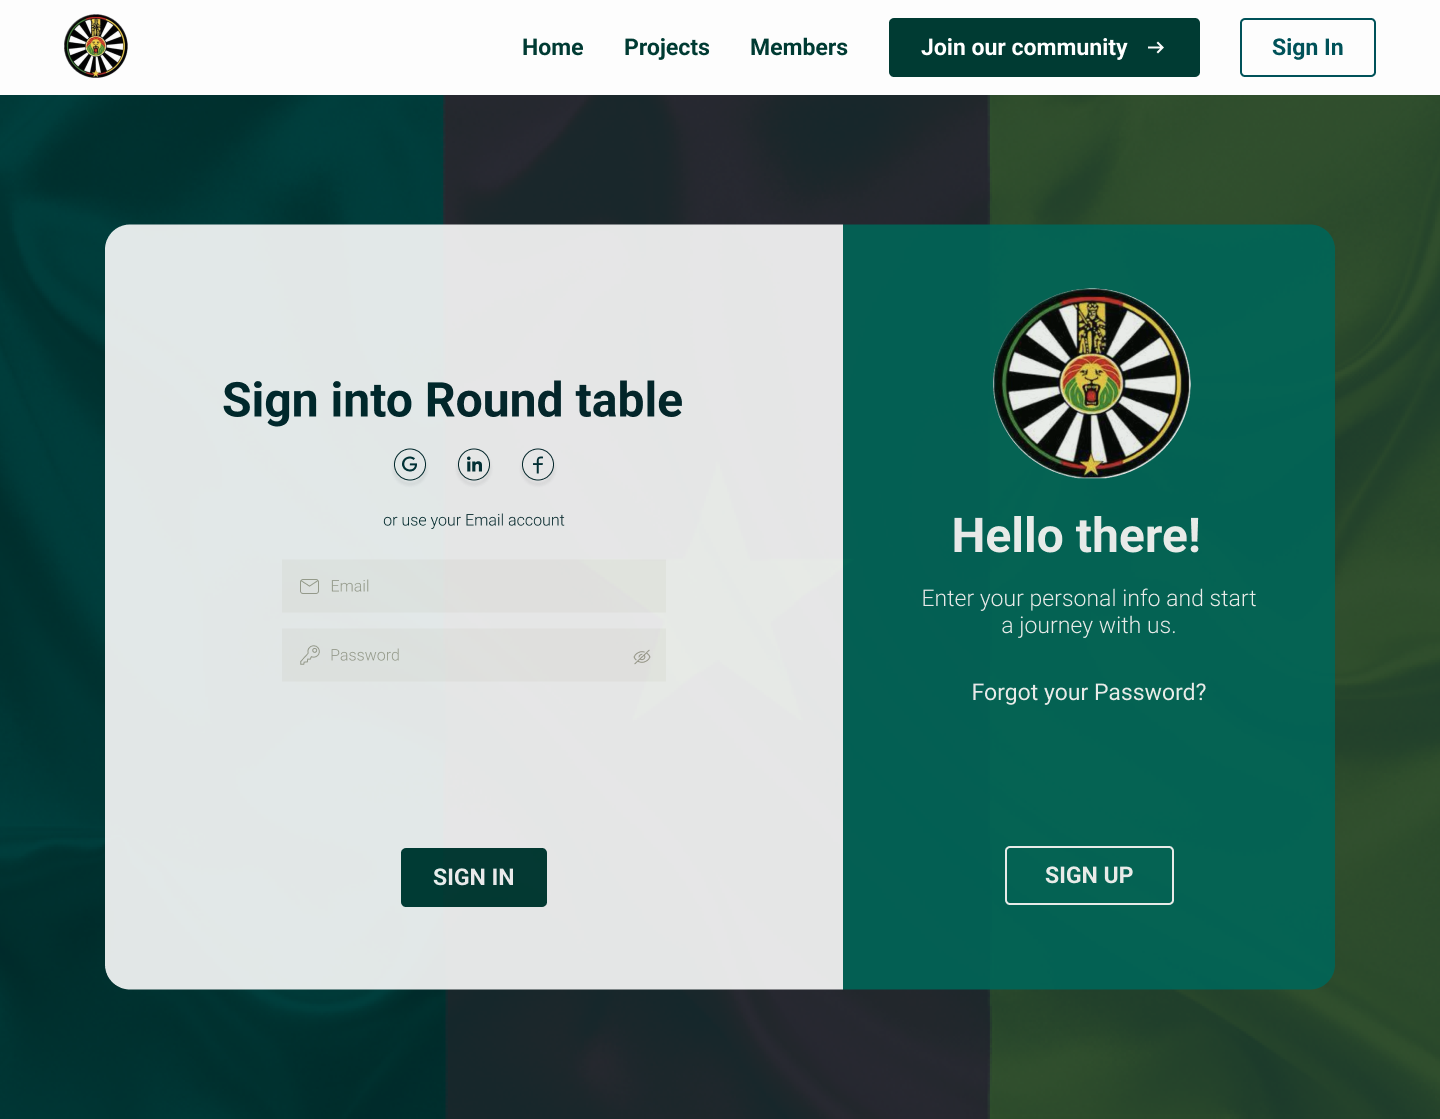 Home
Projects
Members
Join our community
Sign In
Sign into Round table
in
or use your Email account
Email
Password
SIGN IN
Hello there!
Enter your personal info and start
a journey with us.
Forgot your Password?
SIGN UP